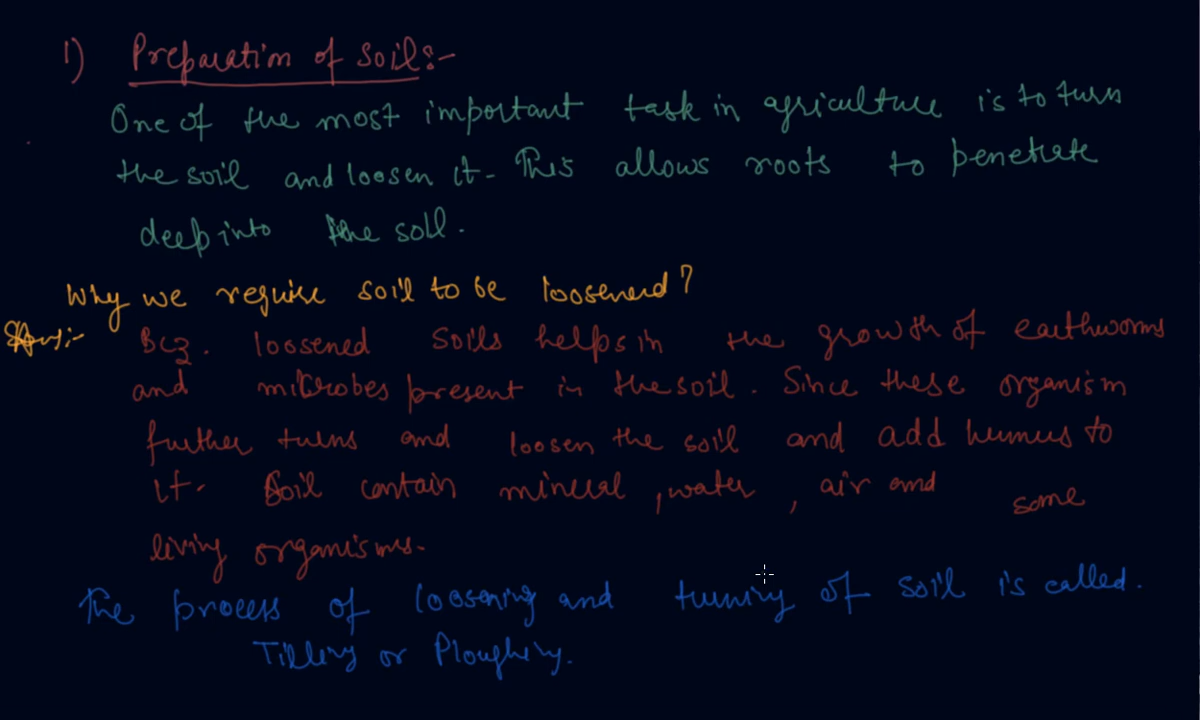 1) Preparation of soil:-
One of the most important task in agriculture is to turn
the soil and loosen it- This allows roots to penetrate
deep into the soil.
Why we require soil to be loosened?
Ans:- Bcz. loosened soils helps in the growth of earthworms
and microbes present in the soil. Since these organism
further turns and loosen the soil and add humus to
it. Soil contain mineral, water, air and some
living organisms.
The process of loosening and turning of soil is called.
Tilling or Ploughing.